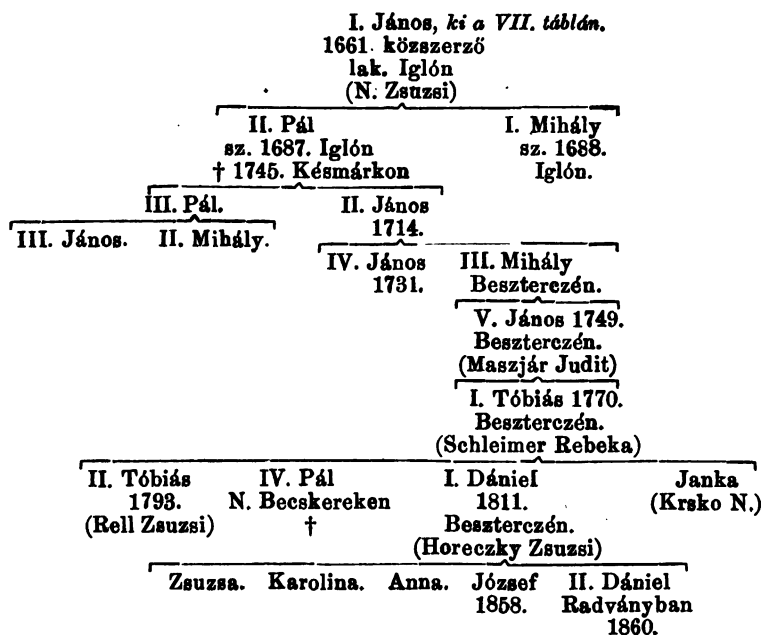 I. János, ki a VII. táblán.
1661 közszerző
lak. Iglón
(N. Zsuzsi)
II. Pál I. Mihály
sz. 1687. Iglón sz. 1688.
† 1745. Késmárkon Iglón.
III. Pál. II. János
1714.
III. János. II. Mihály.
IV. János III. Mihály
1731. Beszterczén.
V. János 1749.
Beszterczén.
(Maszjár Judit)
I. Tóbiás 1770.
Beszterczén.
(Schleimer Rebeka)
II. Tóbiás IV. Pál I. Dániel Janka
1793. N. Becskereken 1811. (Krsko N.)
(Rell Zsuzsi) † Beszterczén.
(Horeczky Zsuzsi)
Zsuzsa. Karolina. Anna. József II. Dániel
1858. Radványban
1860.